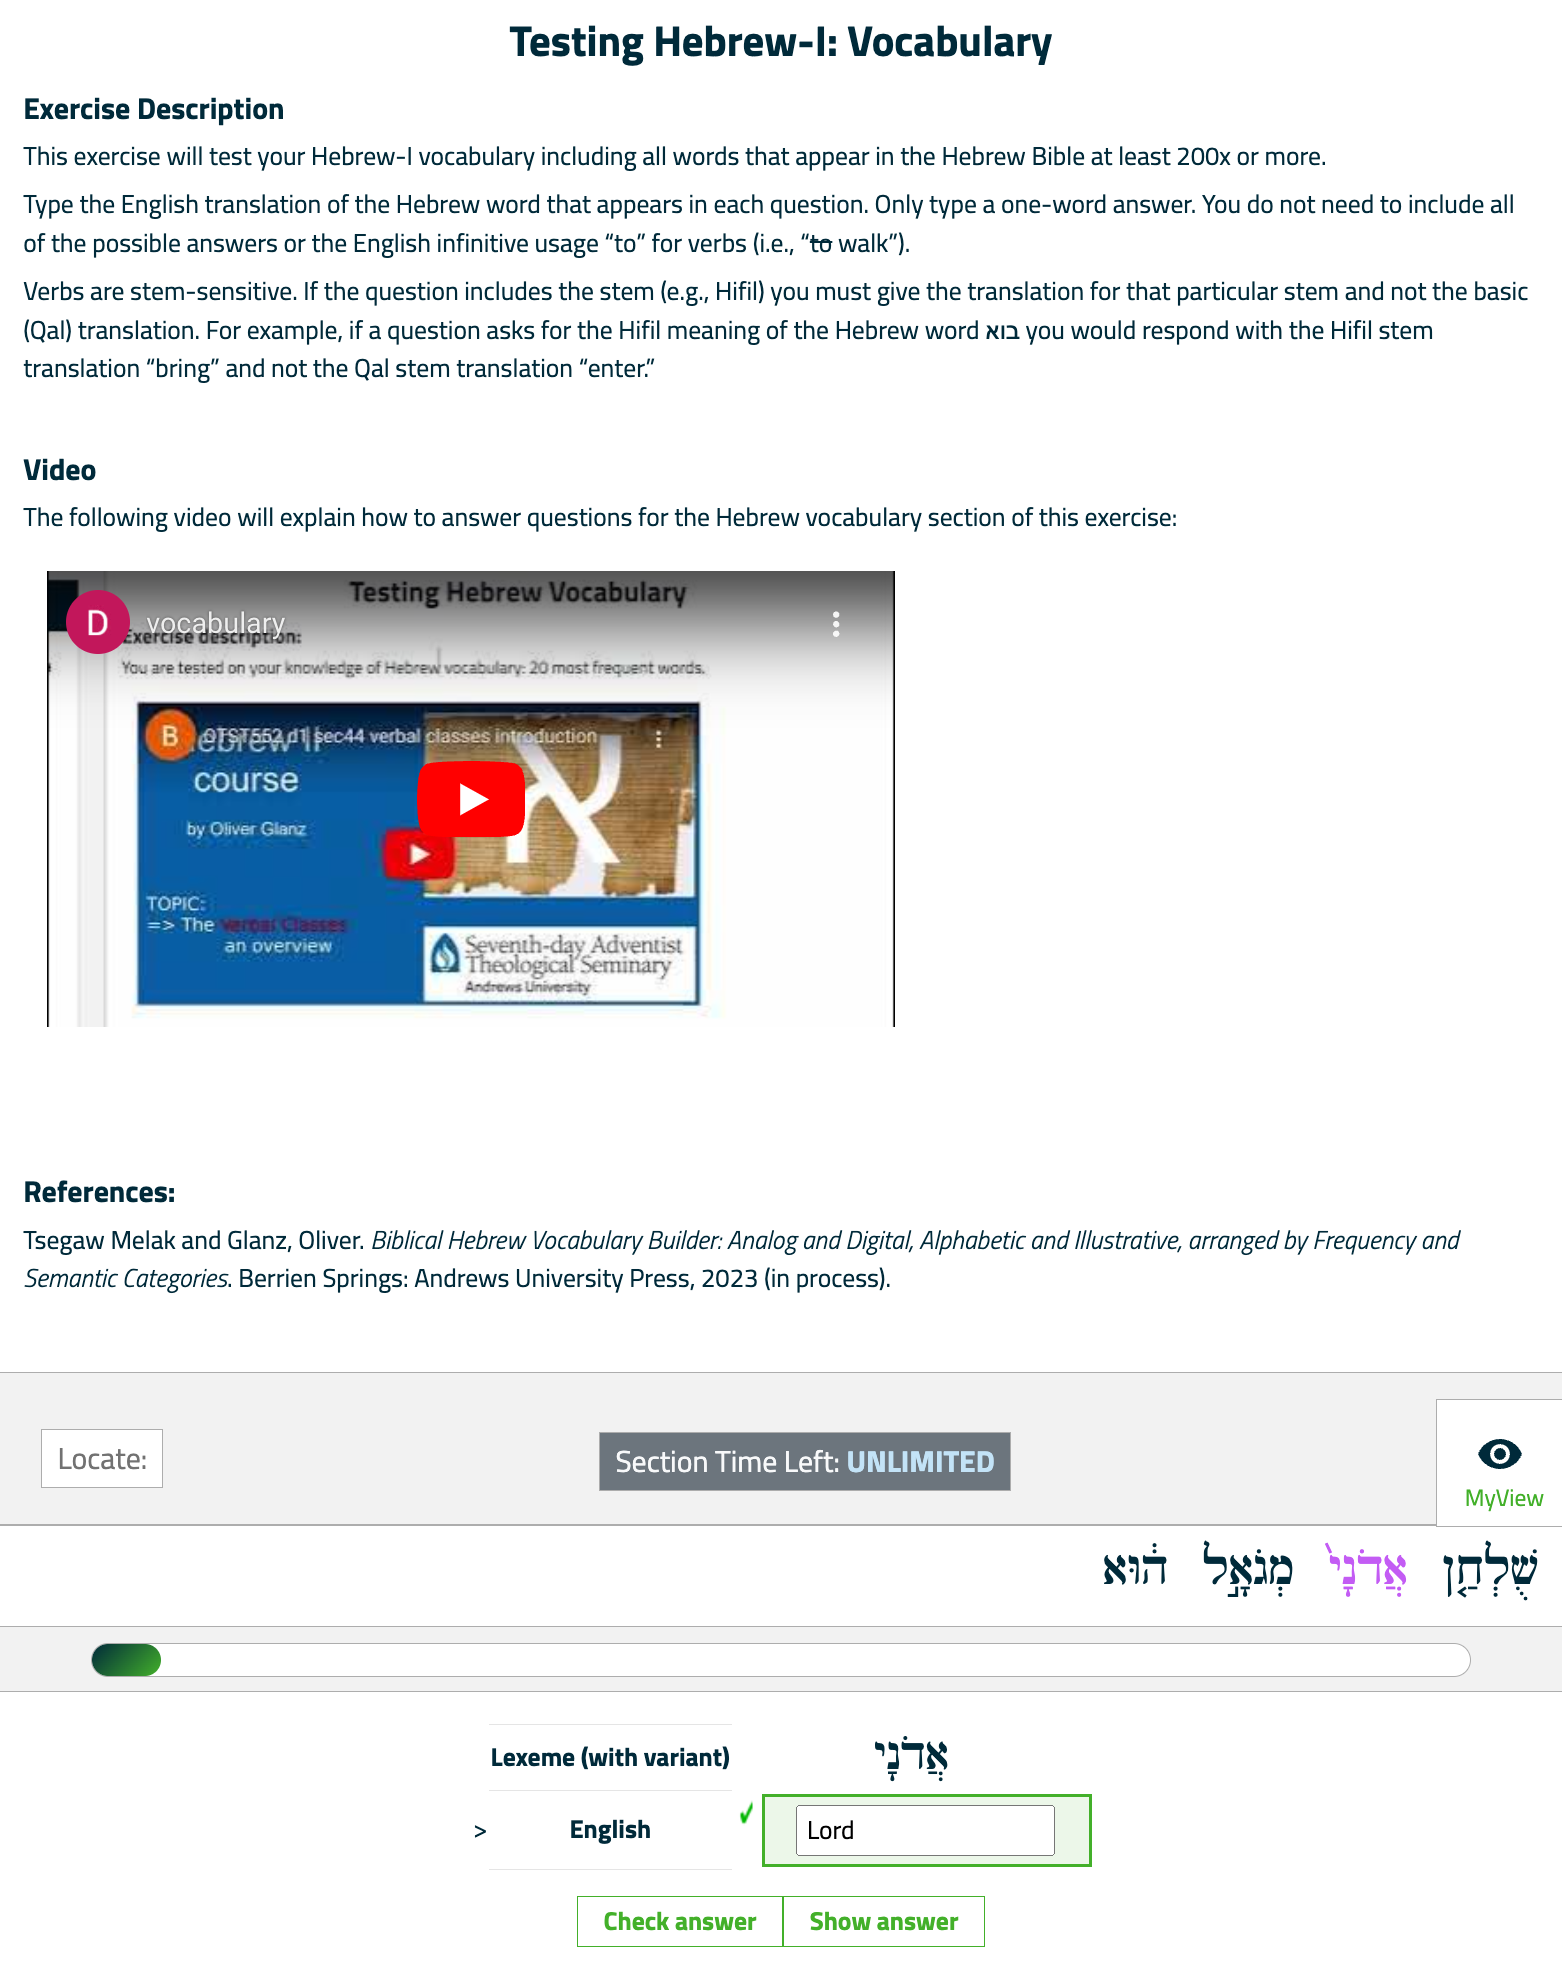 Testing Hebrew-I: Vocabulary
Exercise Description
This exercise will test your Hebrew-I vocabulary including all words that appear in the Hebrew Bible at least 200x or more.
Type the English translation of the Hebrew word that appears in each question. Only type a one-word answer. You do not need to include all
of the possible answers or the English infinitive usage “to” for verbs (i.e., “to walk”).
Verbs are stem-sensitive. If the question includes the stem (e.g., Hifil) you must give the translation for that particular stem and not the basic
(Qal) translation. For example, if a question asks for the Hifil meaning of the Hebrew word בוא you would respond with the Hifil stem
translation “bring” and not the Qal stem translation “enter.”
Video
The following video will explain how to answer questions for the Hebrew vocabulary section of this exercise:
Testing Hebrew Vocabulary
D vocabulary
Exercise description:
You are tested on your knowledge of Hebrew vocabulary: 20 most frequent words.
B OTST552 d1 sec44 verbal classes introduction
ebrew II
course
by Oliver Glanz
א
TOPIC:
=> The Verbal Classes
an overview
Seventh-day Adventist
Theological Seminary
Andrews University
References:
Tsegaw Melak and Glanz, Oliver. Biblical Hebrew Vocabulary Builder: Analog and Digital, Alphabetic and Illustrative, arranged by Frequency and
Semantic Categories. Berrien Springs: Andrews University Press, 2023 (in process).
Locate:
Section Time Left: UNLIMITED
MyView
שֻׁלְחַ֤ן אֲדֹנָי֙ מְגֹאָ֣ל ה֔וּא
Lexeme (with variant) אֲדֹנָי
> English ✓ Lord
Check answer Show answer